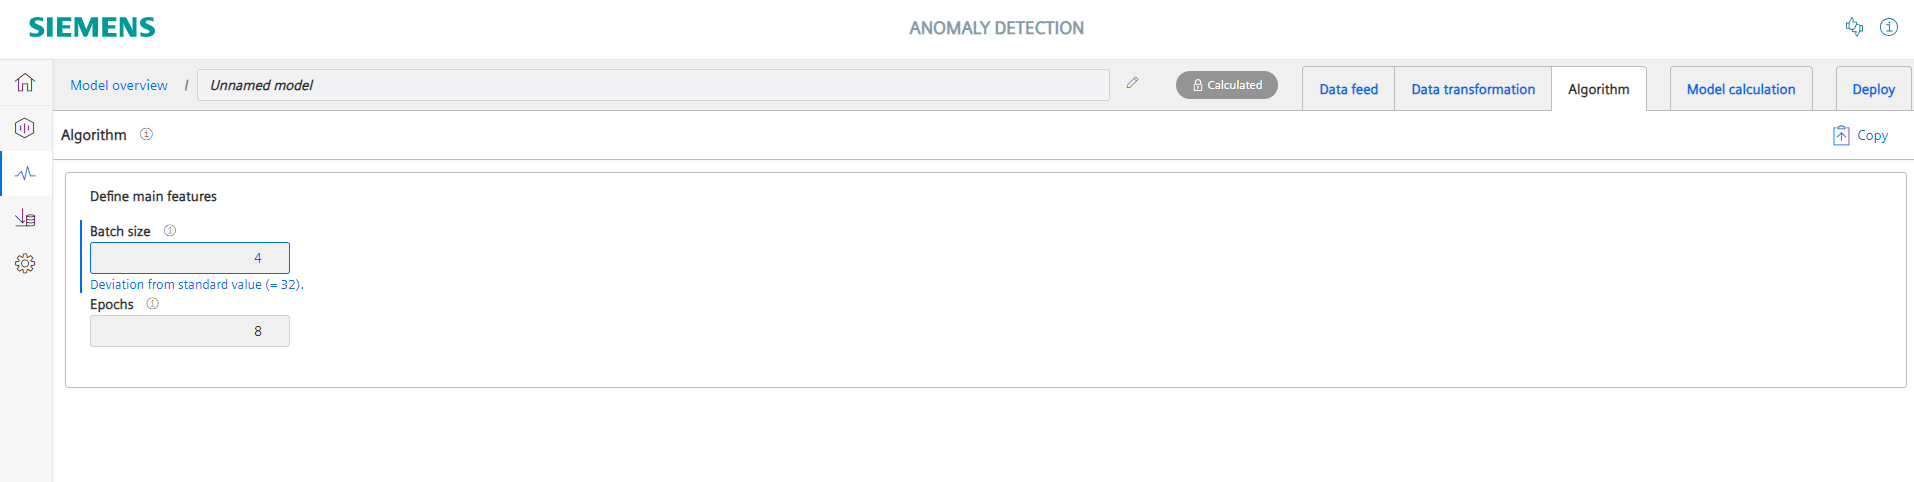 SIEMENS
ANOMALY DETECTION
Model overview / Unnamed model
Calculated
Data feed
Data transformation
Algorithm
Model calculation
Deploy
Algorithm
Copy
Define main features
Batch size
4
Deviation from standard value (= 32).
Epochs
8